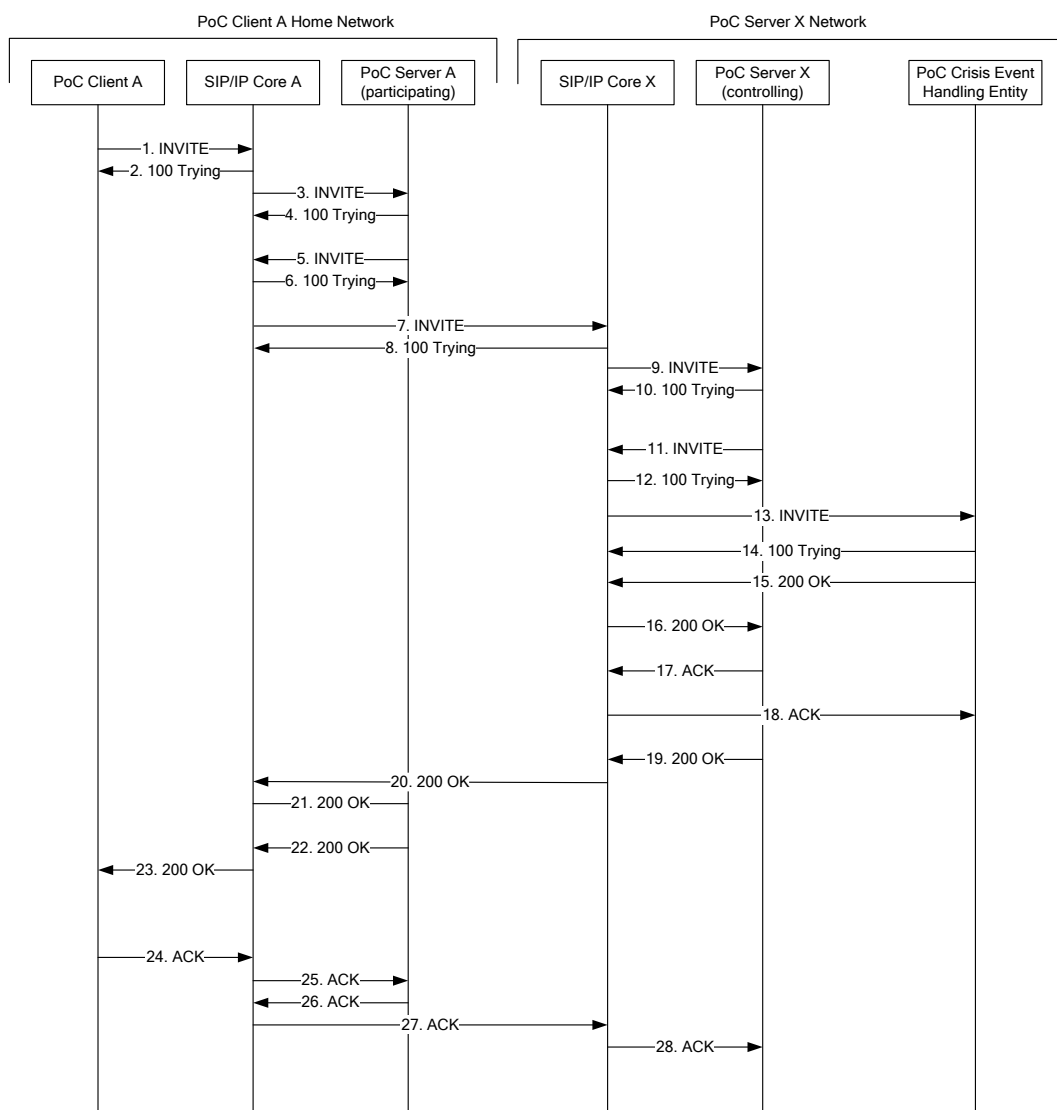 PoC Client A Home Network
PoC Server X Network
PoC Client A
SIP/IP Core A
PoC Server A
(participating)
SIP/IP Core X
PoC Server X
(controlling)
PoC Crisis Event
Handling Entity
1. INVITE
2. 100 Trying
3. INVITE
4. 100 Trying
5. INVITE
6. 100 Trying
7. INVITE
8. 100 Trying
9. INVITE
10. 100 Trying
11. INVITE
12. 100 Trying
13. INVITE
14. 100 Trying
15. 200 OK
16. 200 OK
17. ACK
18. ACK
19. 200 OK
20. 200 OK
21. 200 OK
22. 200 OK
23. 200 OK
24. ACK
25. ACK
26. ACK
27. ACK
28. ACK